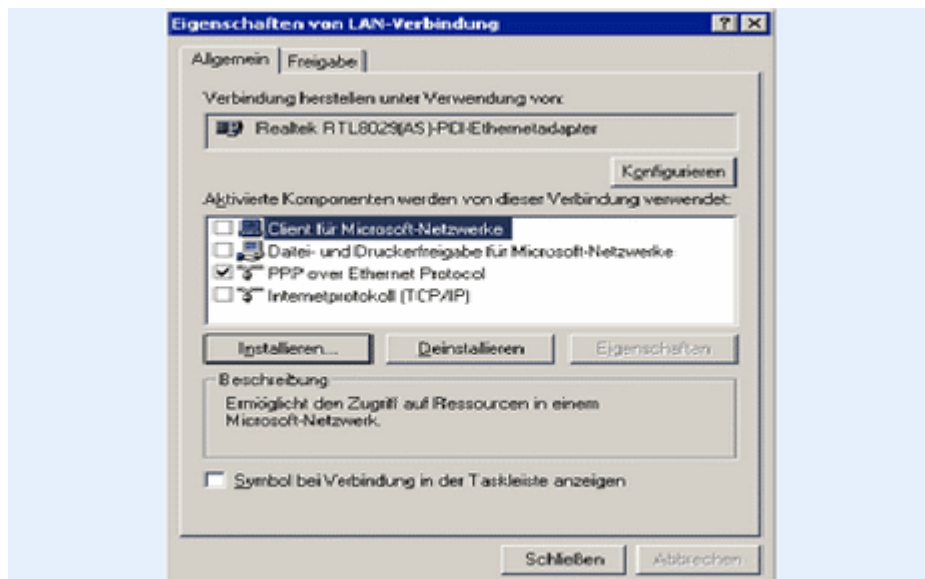 Eigenschaften von LAN-Verbindung
Allgemein Freigabe
Verbindung herstellen unter Verwendung von:
Realtek RTL8029(AS)-PCI-Ethernetadapter
Konfigurieren
Aktivierte Komponenten werden von dieser Verbindung verwendet:
Client für Microsoft-Netzwerke
Datei- und Druckerfreigabe für Microsoft-Netzwerke
PPP over Ethernet Protocol
Internetprotokoll (TCP/IP)
Installieren... Deinstallieren Eigenschaften
Beschreibung
Ermöglicht den Zugriff auf Ressourcen in einem
Microsoft-Netzwerk.
Symbol bei Verbindung in der Taskleiste anzeigen
Schließen Abbrechen